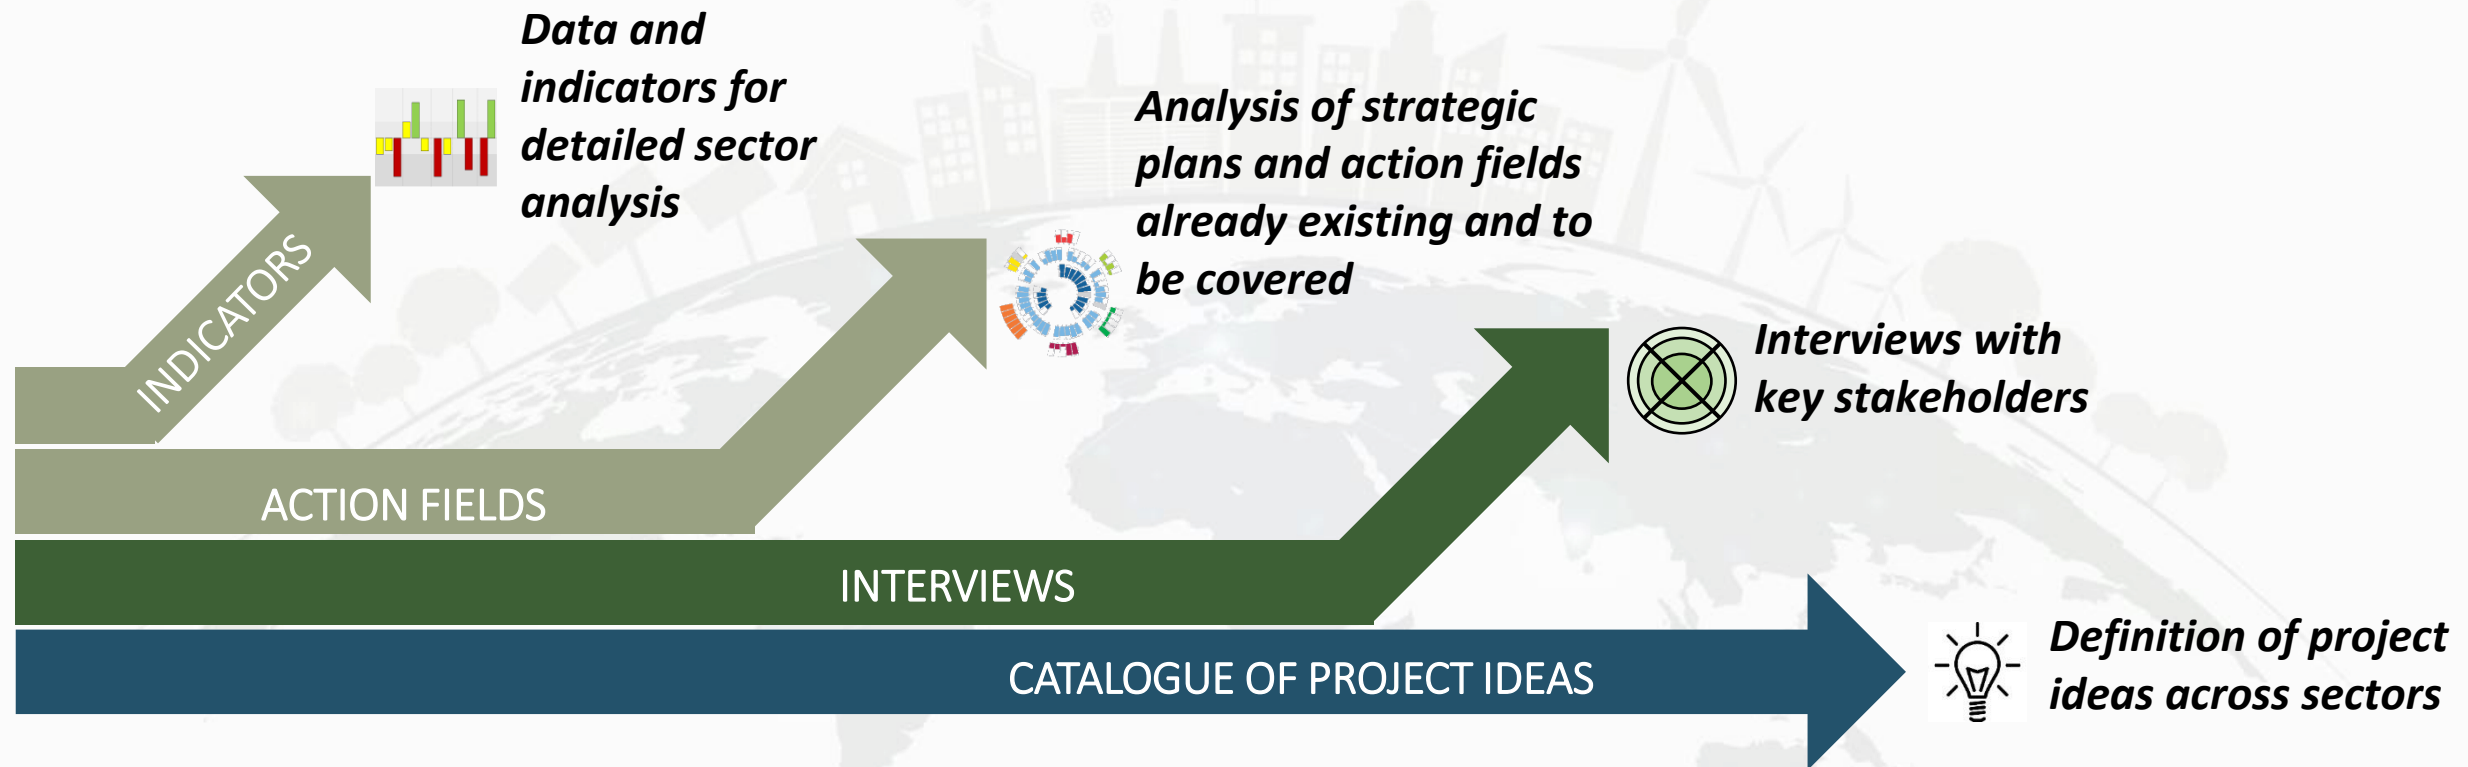 Data and
indicators for
detailed sector
analysis
INDICATORS
Analysis of strategic
plans and action fields
already existing and to
be covered
ACTION FIELDS
Interviews with
key stakeholders
INTERVIEWS
Definition of project
ideas across sectors
CATALOGUE OF PROJECT IDEAS